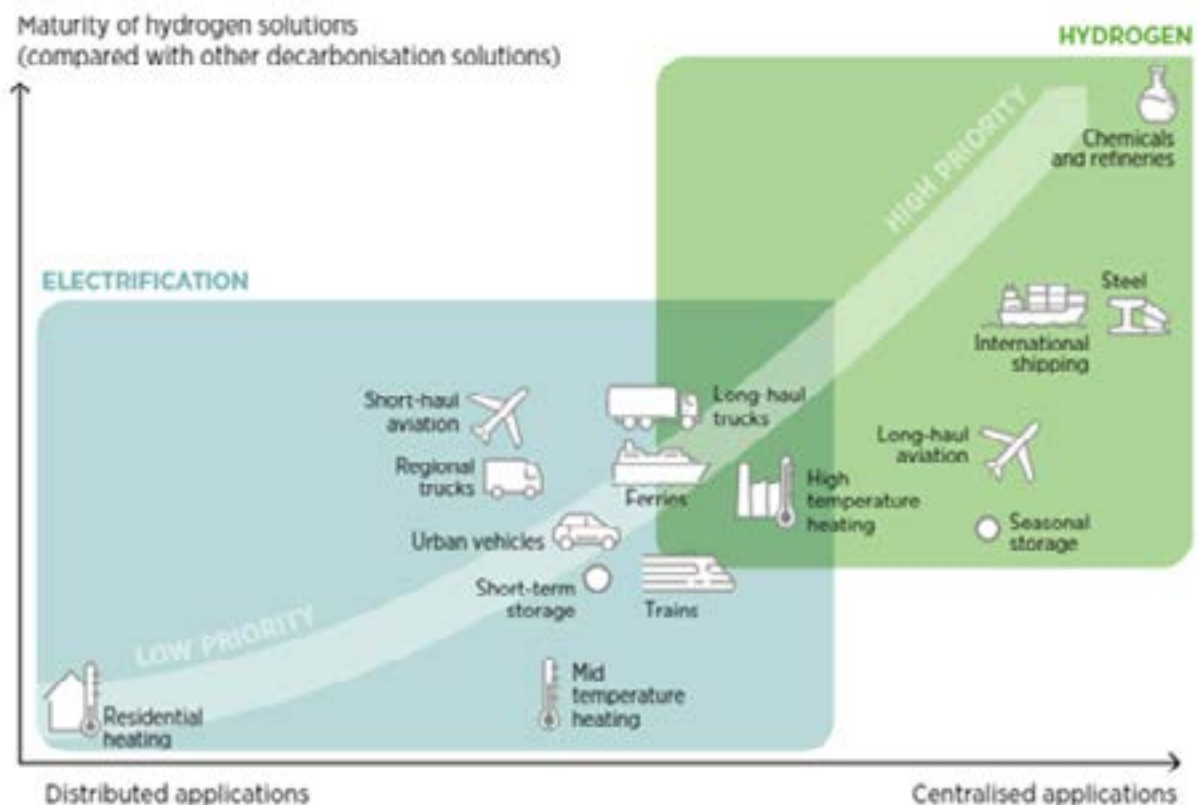 Maturity of hydrogen solutions
(compared with other decarbonisation solutions)
HYDROGEN
HIGH PRIORITY
Chemicals
and refineries
ELECTRIFICATION
Steel
International
shipping
Short-haul
aviation
Long-haul
trucks
Long-haul
aviation
Regional
trucks
Ferries
High
temperature
heating
Urban vehicles
Seasonal
storage
Short-term
storage
Trains
LOW PRIORITY
Mid
temperature
heating
Residential
heating
Distributed applications
Centralised applications